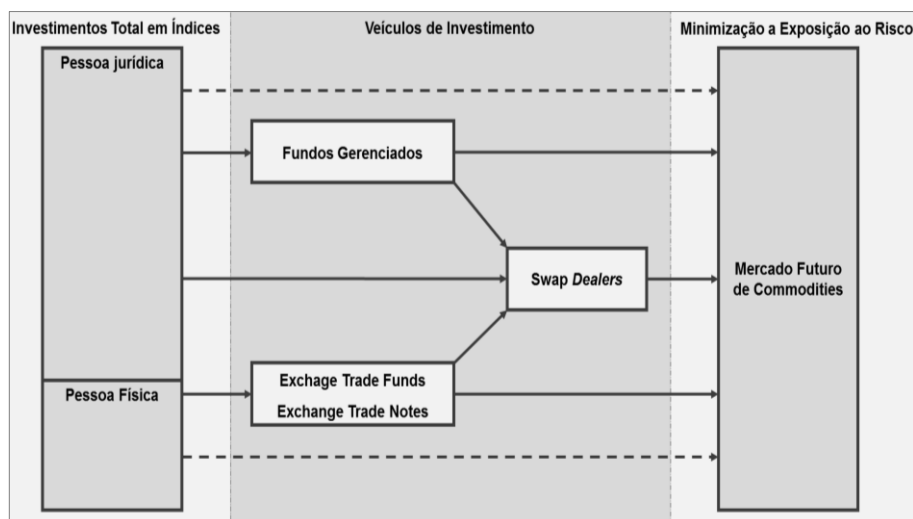 Investimentos Total em Índices
Veículos de Investimento
Minimização a Exposição ao Risco
Pessoa jurídica
Fundos Gerenciados
Swap Dealers
Mercado Futuro
de Commodities
Pessoa Física
Exchage Trade Funds
Exchange Trade Notes